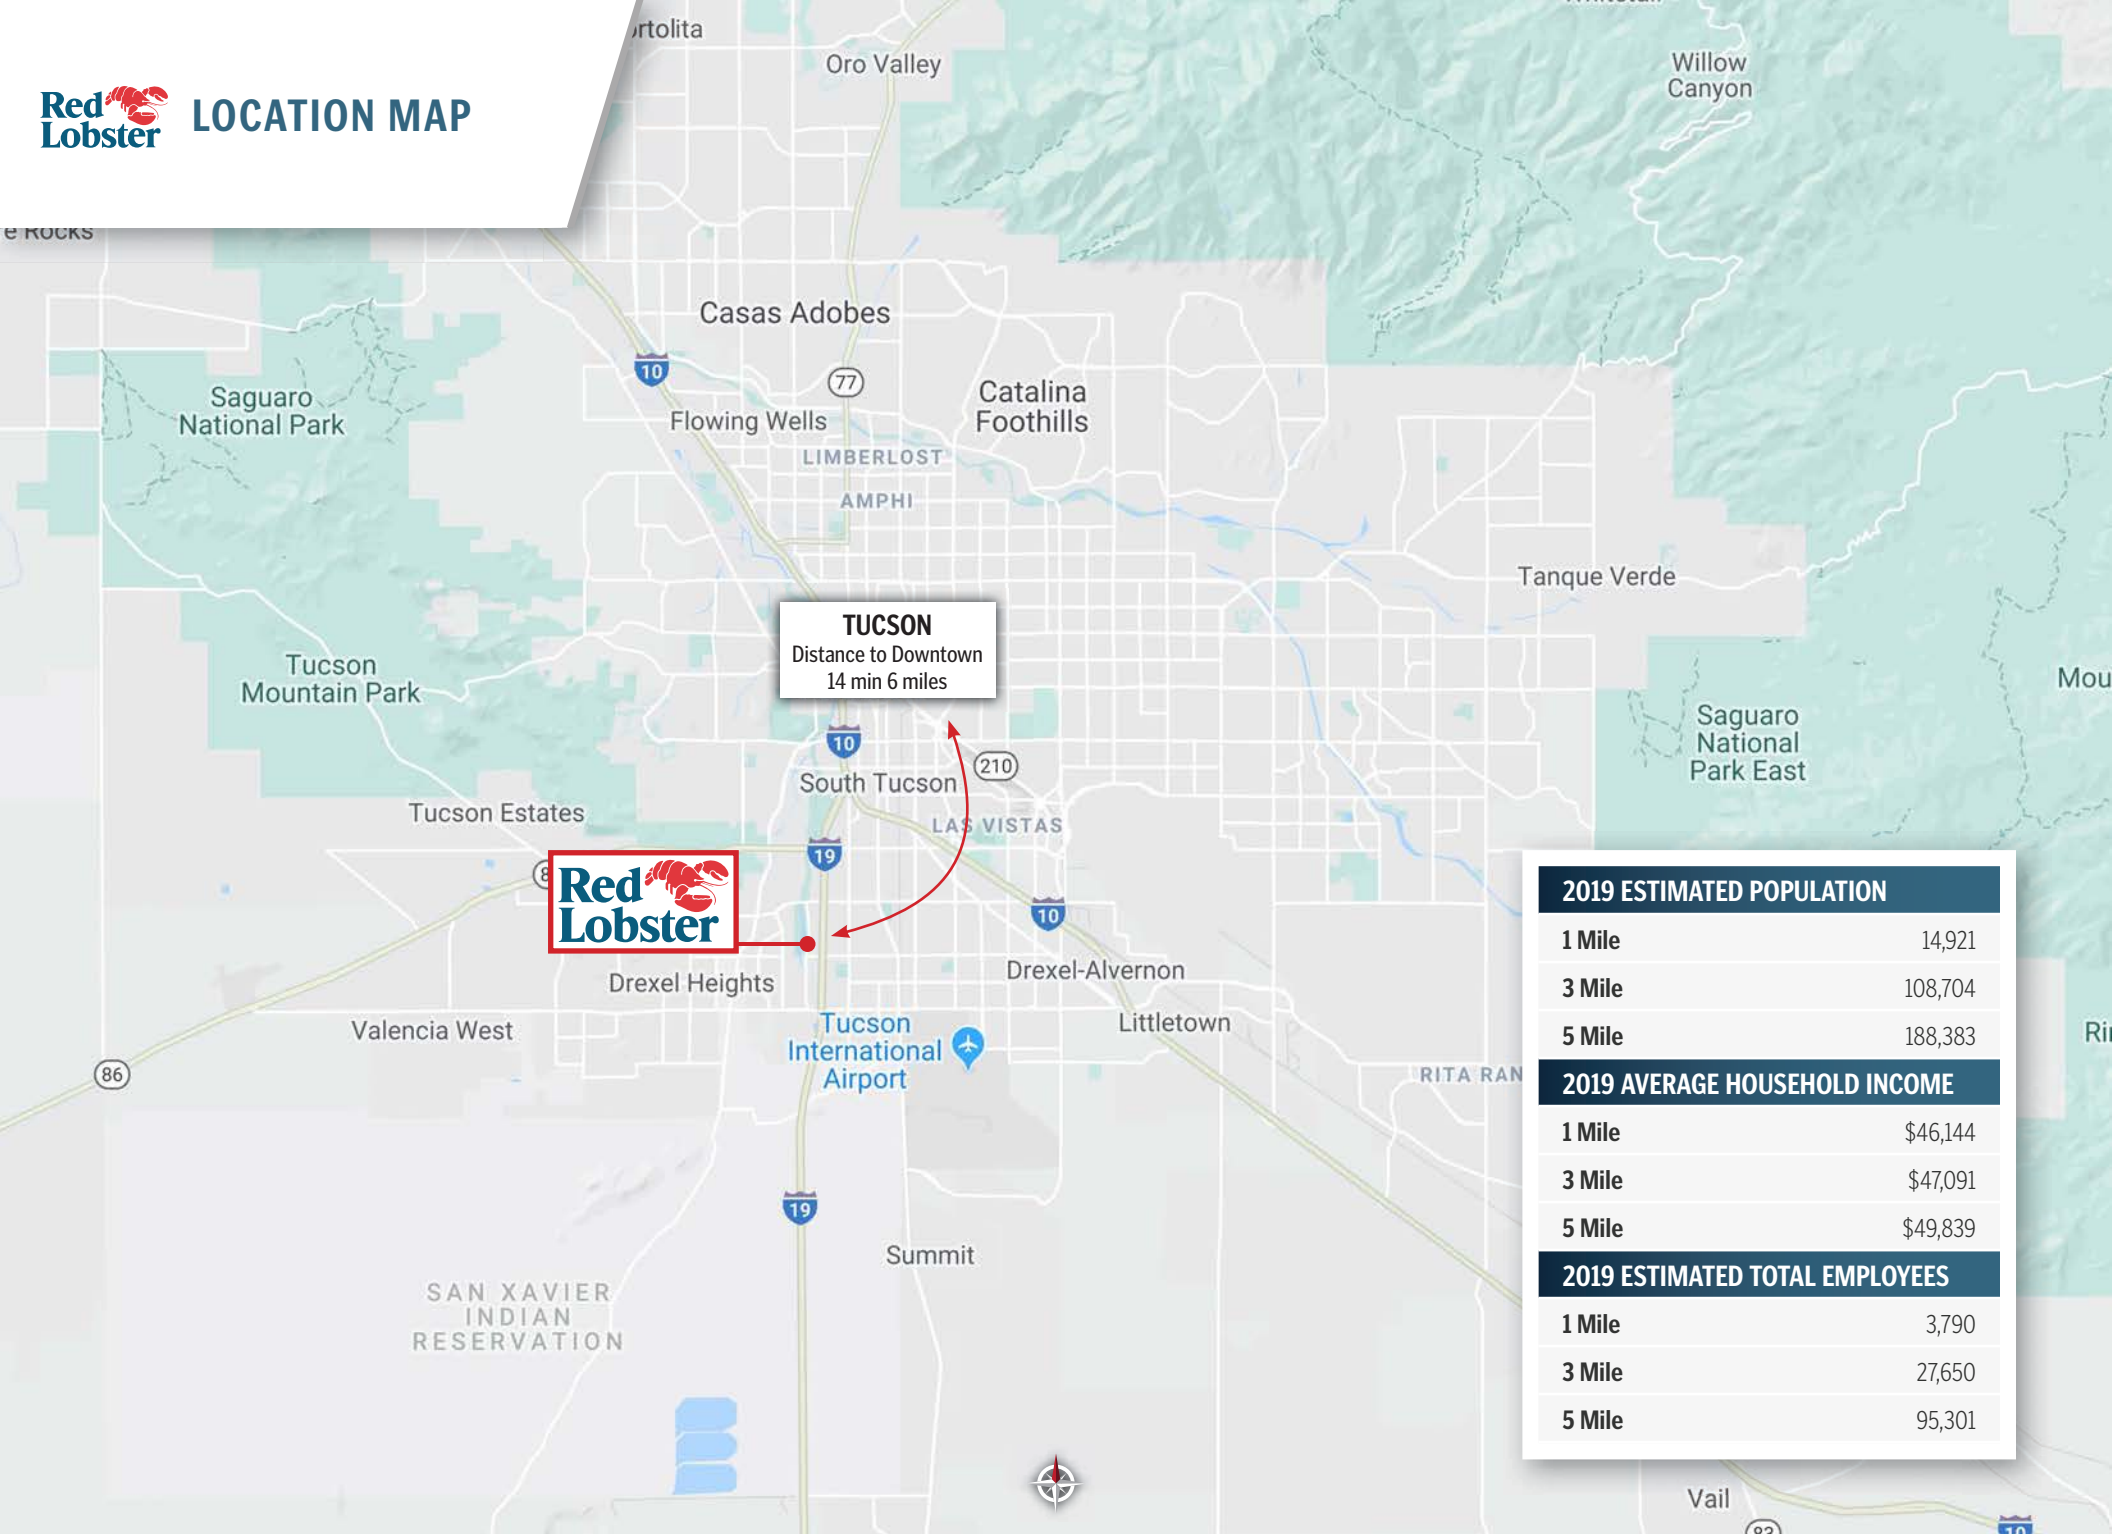 Red
Lobster
LOCATION MAP
Oro Valley
Willow
Canyon
Rocks
Casas Adobes
10
77
Catalina
Foothills
Saguaro
National Park
Flowing Wells
LIMBERLOST
AMPHI
Tanque Verde
TUCSON
Distance to Downtown
14 min 6 miles
Tucson
Mountain Park
Saguaro
National
Park East
10
210
South Tucson
Tucson Estates
LAS VISTAS
19
Red
Lobster
10
Drexel Heights
Drexel-Alvernon
Valencia West
Tucson
International
Airport
Littletown
86
RITA RAN
19
Summit
SAN XAVIER
INDIAN
RESERVATION
2019 ESTIMATED POPULATION
1 Mile 14,921
3 Mile 108,704
5 Mile 188,383
2019 AVERAGE HOUSEHOLD INCOME
1 Mile $46,144
3 Mile $47,091
5 Mile $49,839
2019 ESTIMATED TOTAL EMPLOYEES
1 Mile 3,790
3 Mile 27,650
5 Mile 95,301
Vail
83
10